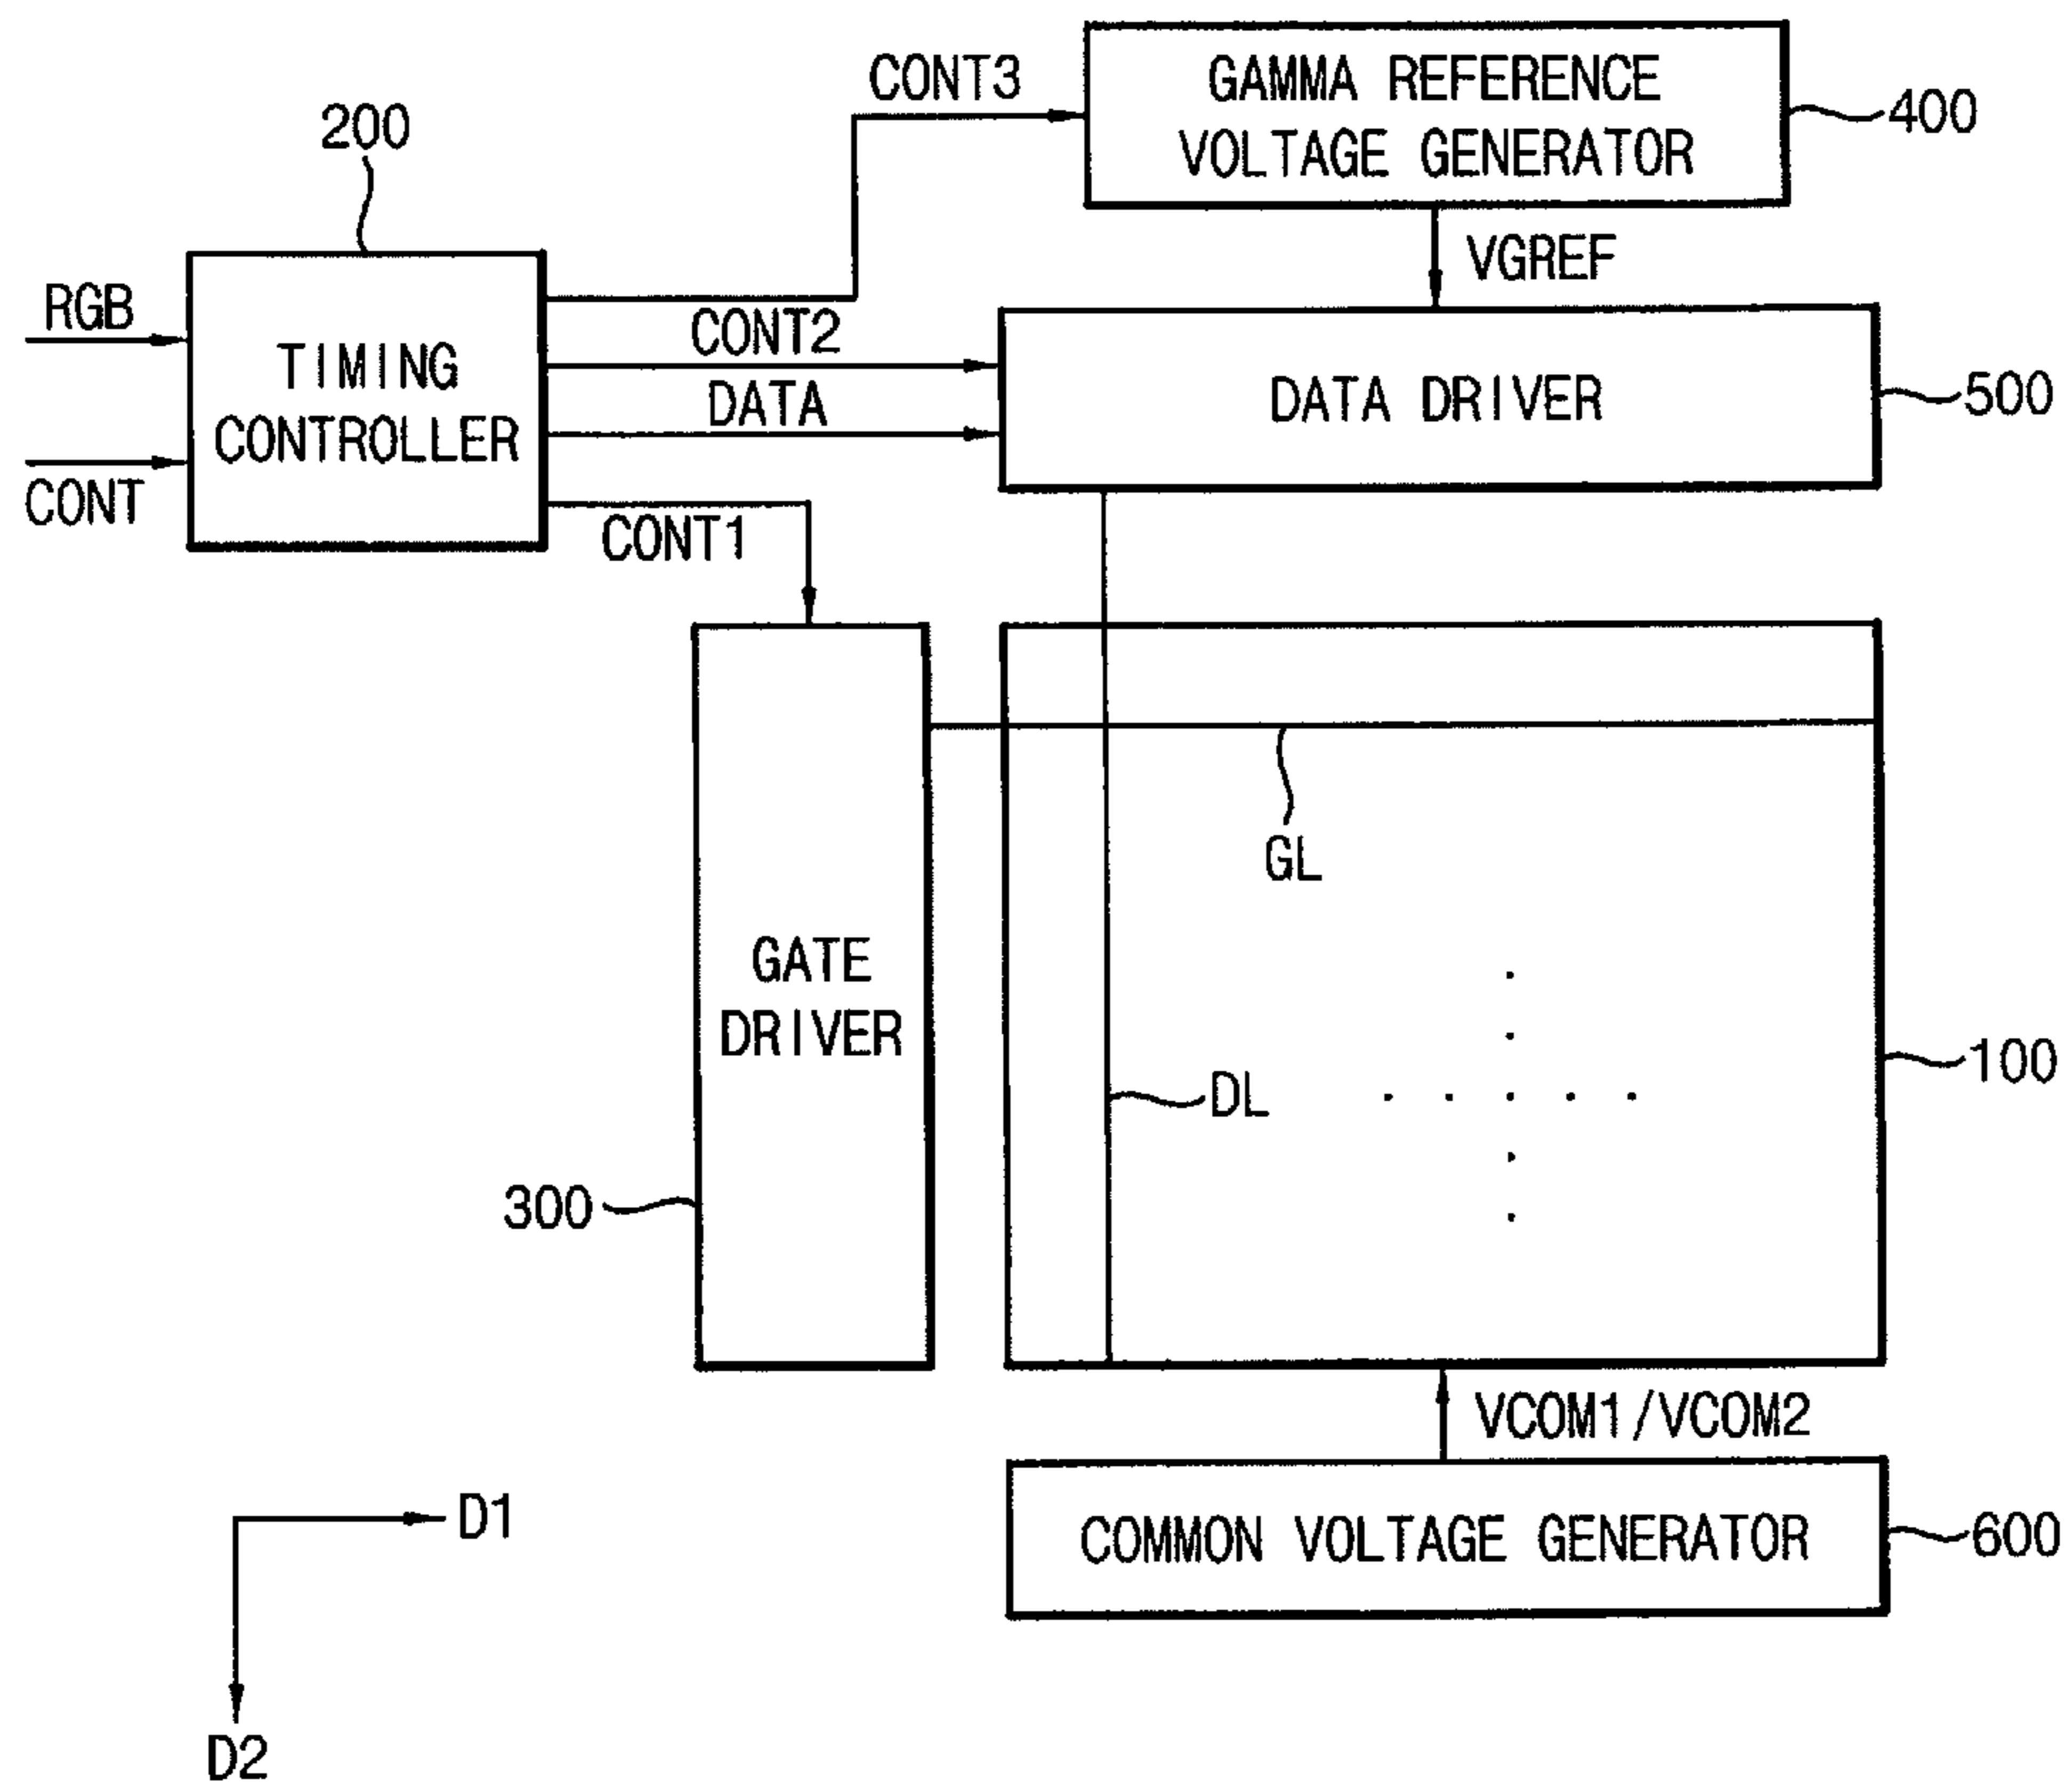 CONT3
GAMMA REFERENCE
VOLTAGE GENERATOR
400
200
VGREF
RGB
TIMING
CONTROLLER
CONT
CONT2
DATA
DATA DRIVER
500
CONT1
GL
GATE
DRIVER
DL
100
300
VCOM1/VCOM2
COMMON VOLTAGE GENERATOR
600
D1
D2